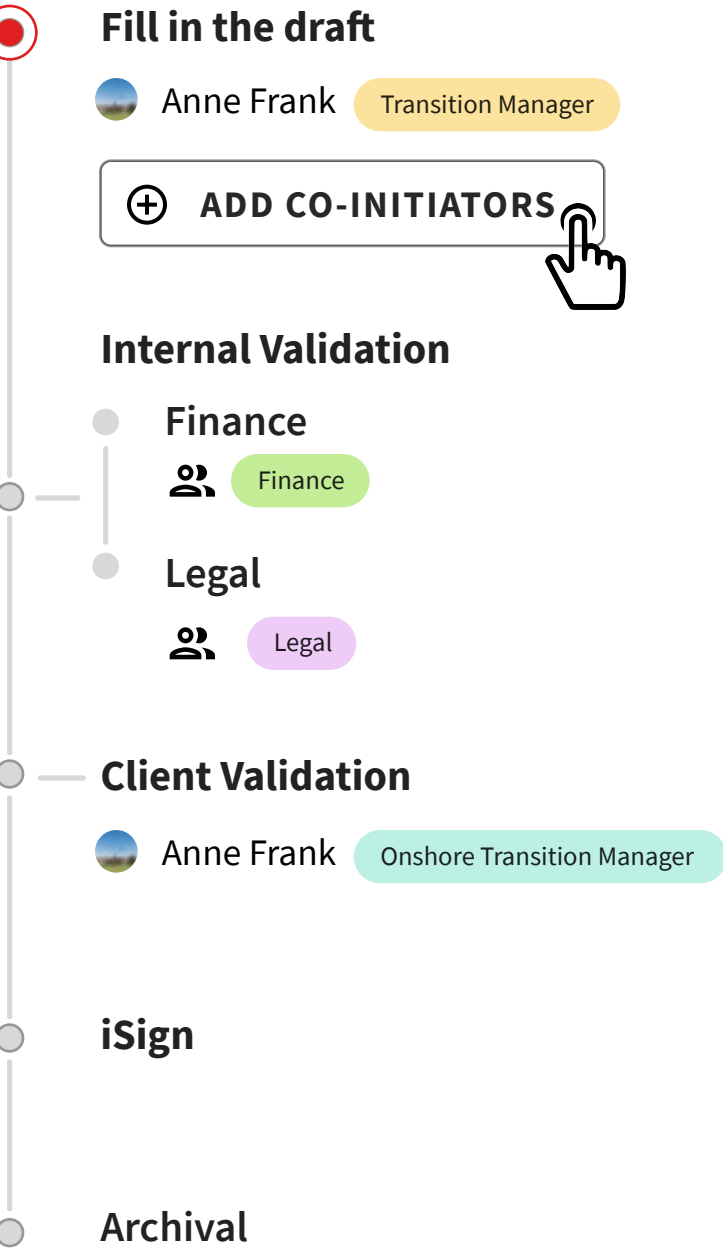 Fill in the draft
Anne Frank Transition Manager
ADD CO-INITIATORS
Internal Validation
Finance
Finance
Legal
Legal
Client Validation
Anne Frank Onshore Transition Manager
iSign
Archival